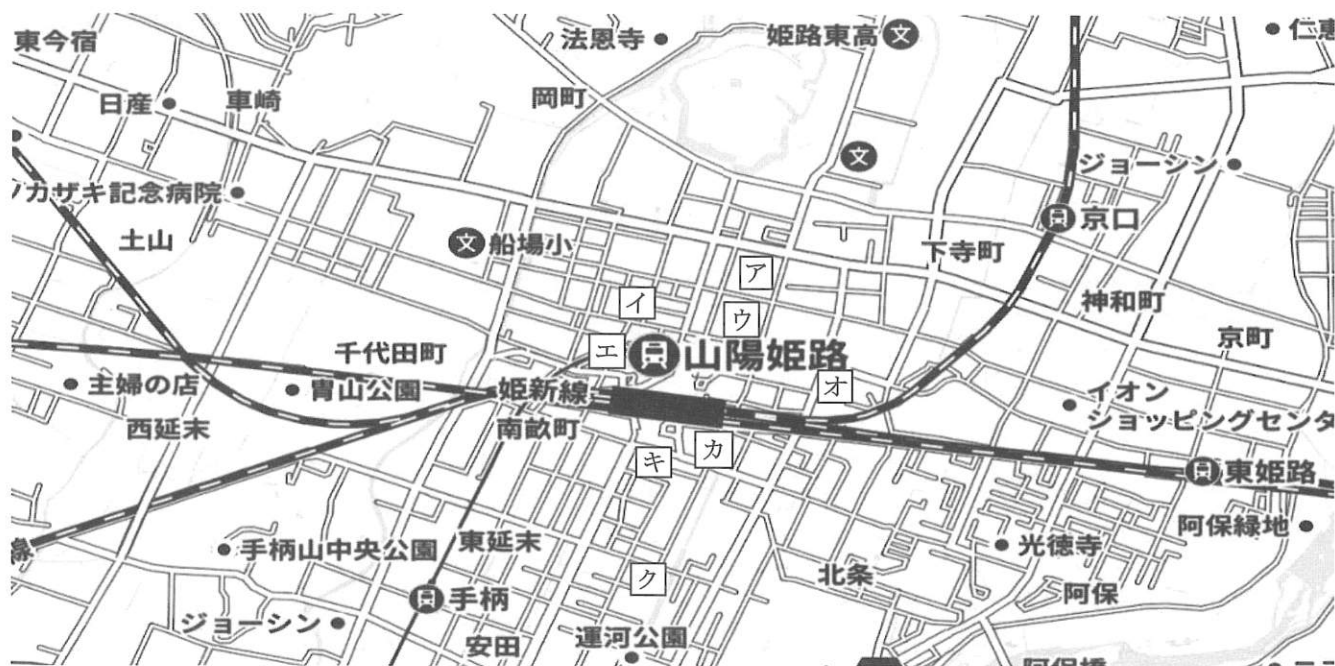 東今宿
法恩寺
姫路東高
文
日産
車崎
岡町
文
ジョーシン
カザキ記念病院
土山
文
船場小
京口
下寺町
ア
神和町
イ
ウ
京町
千代田町
エ
山陽姫路
主婦の店
冑山公園
姫新線
オ
イオン
ショッピングセンタ
西延末
南畝町
キ
カ
東姫路
手柄山中央公園
東延末
光徳寺
阿保緑地
ク
北条
阿保
手柄
ジョーシン
安田
運河公園